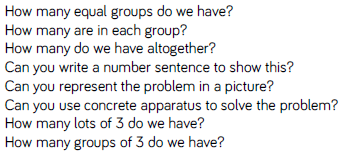 How many equal groups do we have?
How many are in each group?
How many do we have altogether?
Can you write a number sentence to show this?
Can you represent the problem in a picture?
Can you use concrete apparatus to solve the problem?
How many lots of 3 do we have?
How many groups of 3 do we have?